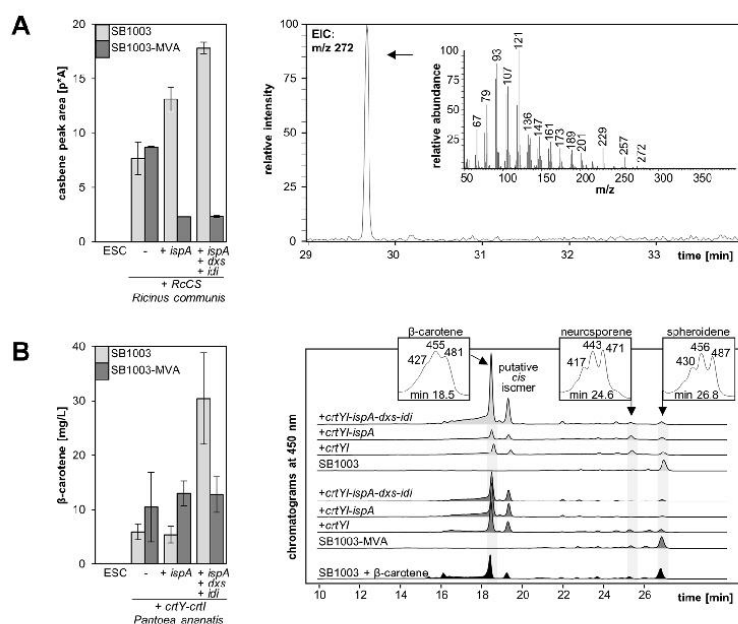 A
SB1003
SB1003-MVA
casbene peak area [p*A]
20
15
10
5
0
ESC
-
+ ispA
+ ispA
+ dxs
+ idi
+ RcCS
Ricinus communis
EIC:
m/z 272
relative intensity
100
75
50
25
0
29
30
31
32
33
time [min]
relative abundance
100
75
50
25
67
79
93
107
121
136
147
161
173
189
201
229
257
272
50
100
150
200
250
300
350
m/z
B
SB1003
SB1003-MVA
β-carotene [mg/L]
40
30
20
10
0
ESC
-
+ ispA
+ ispA
+ dxs
+ idi
+ crtY-crtI
Pantoea ananatis
β-carotene
427
455
481
min 18.5
putative
cis
isomer
neurosporene
417
443
471
min 24.6
spheroidene
430
456
487
min 26.8
chromatograms at 450 nm
+crtYI-ispA-dxs-idi
+crtYI-ispA
+crtYI
SB1003
+crtYI-ispA-dxs-idi
+crtYI-ispA
+crtYI
SB1003-MVA
SB1003 + β-carotene
10
12
14
16
18
20
22
24
26
time [min]